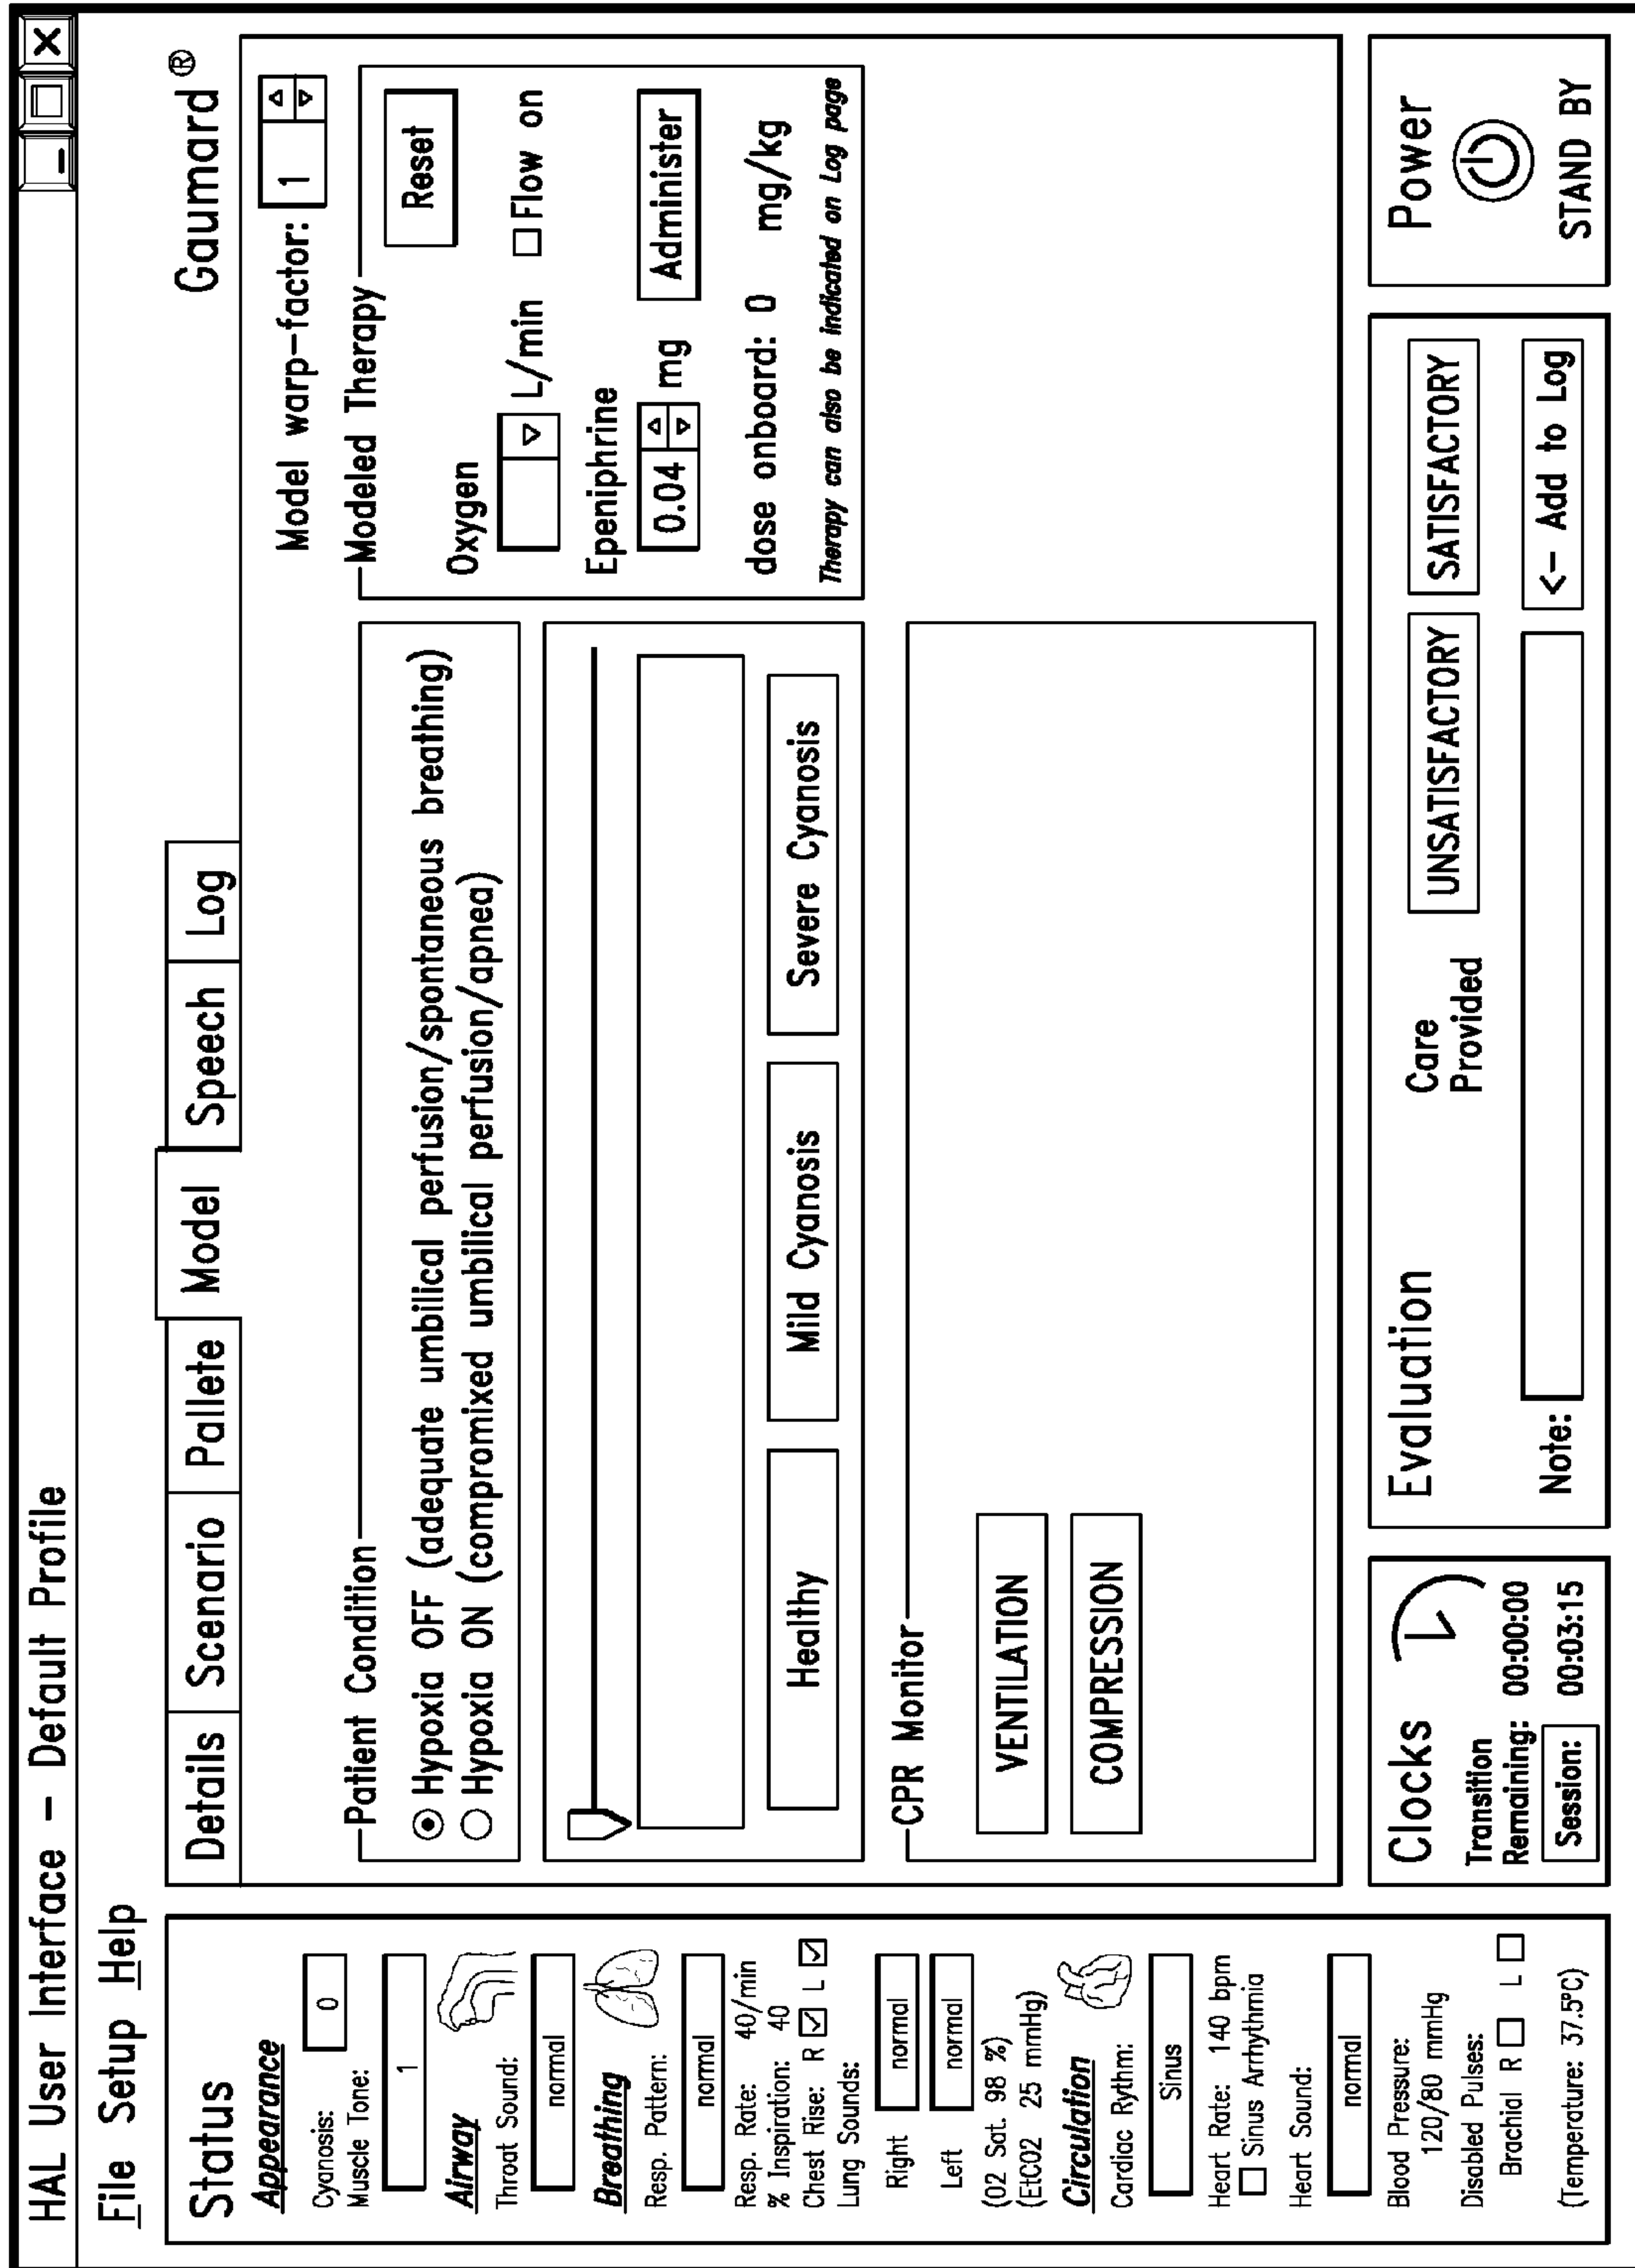 HAL User Interface - Default Profile
File Setup Help
Gaumard®
Status
Appearance
Cyanosis: 0
Muscle Tone:
1
Airway
Throat Sound:
normal
Breathing
Resp. Pattern:
normal
Resp. Rate: 40/min
% Inspiration: 40
Chest Rise: R L
Lung Sounds:
Right normal
Left normal
(O2 Sat. 98 %)
(EtCO2 25 mmHg)
Circulation
Cardiac Rythm:
Sinus
Heart Rate: 140 bpm
Sinus Arrhythmia
Heart Sound:
normal
Blood Pressure:
120/80 mmHg
Disabled Pulses:
Brachial R L
(Temperature: 37.5ºC)
Details Scenario Pallete Model Speech Log
Model warp-factor: 1
Patient Condition
Hypoxia OFF (adequate umbilical perfusion/spontaneous breathing)
Hypoxia ON (compromixed umbilical perfusion/apnea)
Healthy Mild Cyanosis Severe Cyanosis
Modeled Therapy
Reset
Oxygen
L/min Flow on
Epeniphrine
0.04 mg Administer
dose onboard: 0 mg/kg
Therapy can also be indicated on Log page
CPR Monitor
VENTILATION
COMPRESSION
Clocks
Transition
Remaining: 00:00:00
Session: 00:03:15
Evaluation
Care
Provided
UNSATISFACTORY SATISFACTORY
Note: <- Add to Log
Power
STAND BY